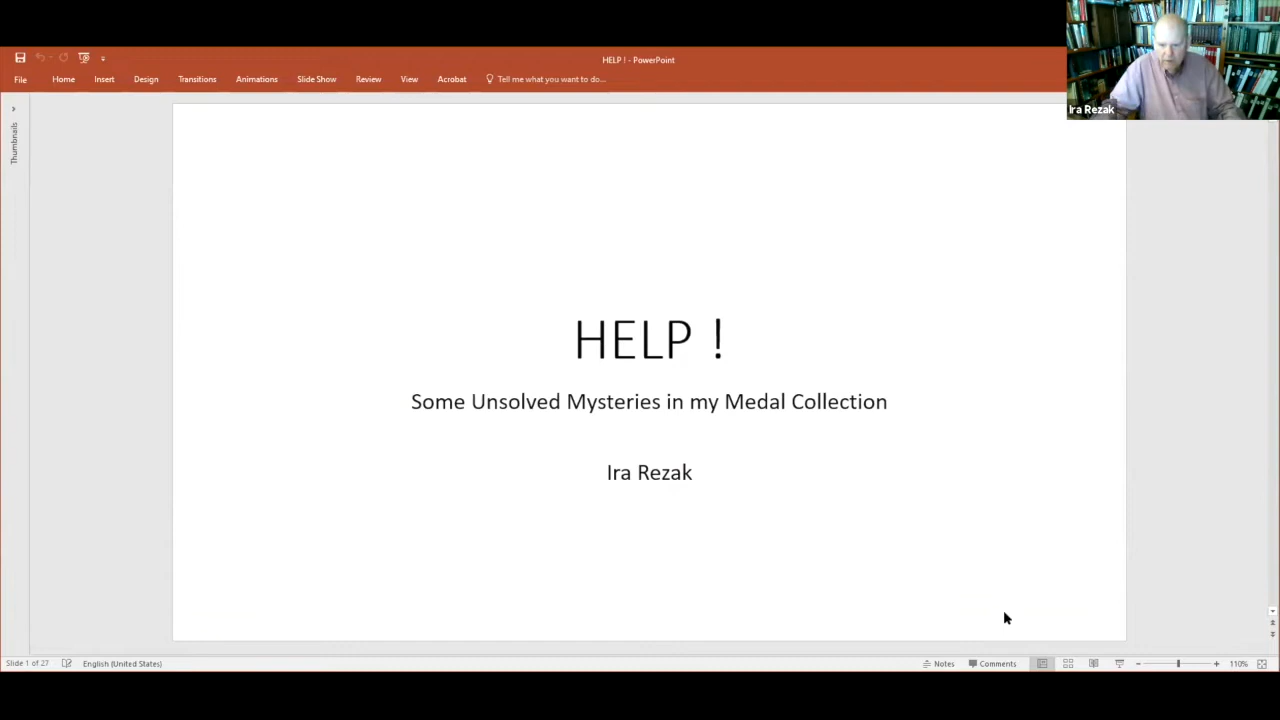 HELP ! - PowerPoint
File Home Insert Design Transitions Animations Slide Show Review View Acrobat Tell me what you want to do...
Ira Rezak
Thumbnails
HELP !
Some Unsolved Mysteries in my Medal Collection
Ira Rezak
Slide 1 of 27 English (United States) Notes Comments 110%